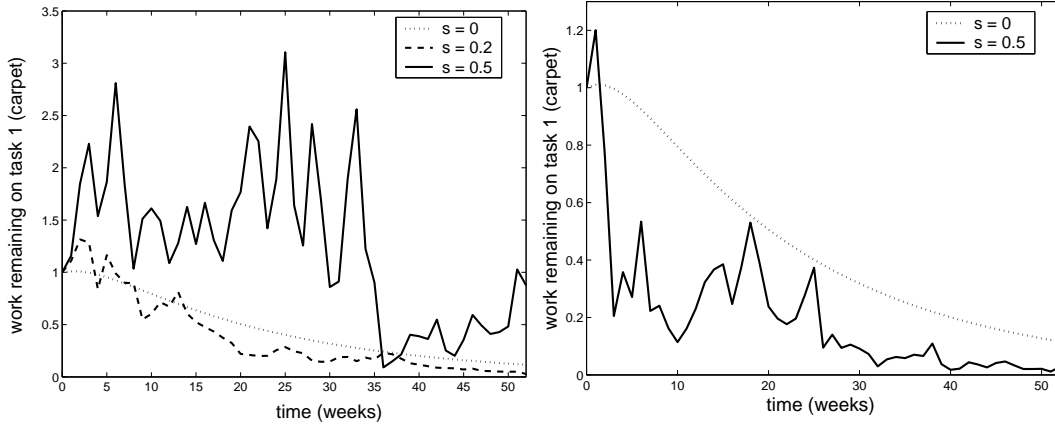 work remaining on task 1 (carpet)
3.5
3
2.5
2
1.5
1
0.5
0
0 5 10 15 20 25 30 35 40 45 50
time (weeks)
s = 0
s = 0.2
s = 0.5
work remaining on task 1 (carpet)
1.2
1
0.8
0.6
0.4
0.2
0
0 10 20 30 40 50
time (weeks)
s = 0
s = 0.5